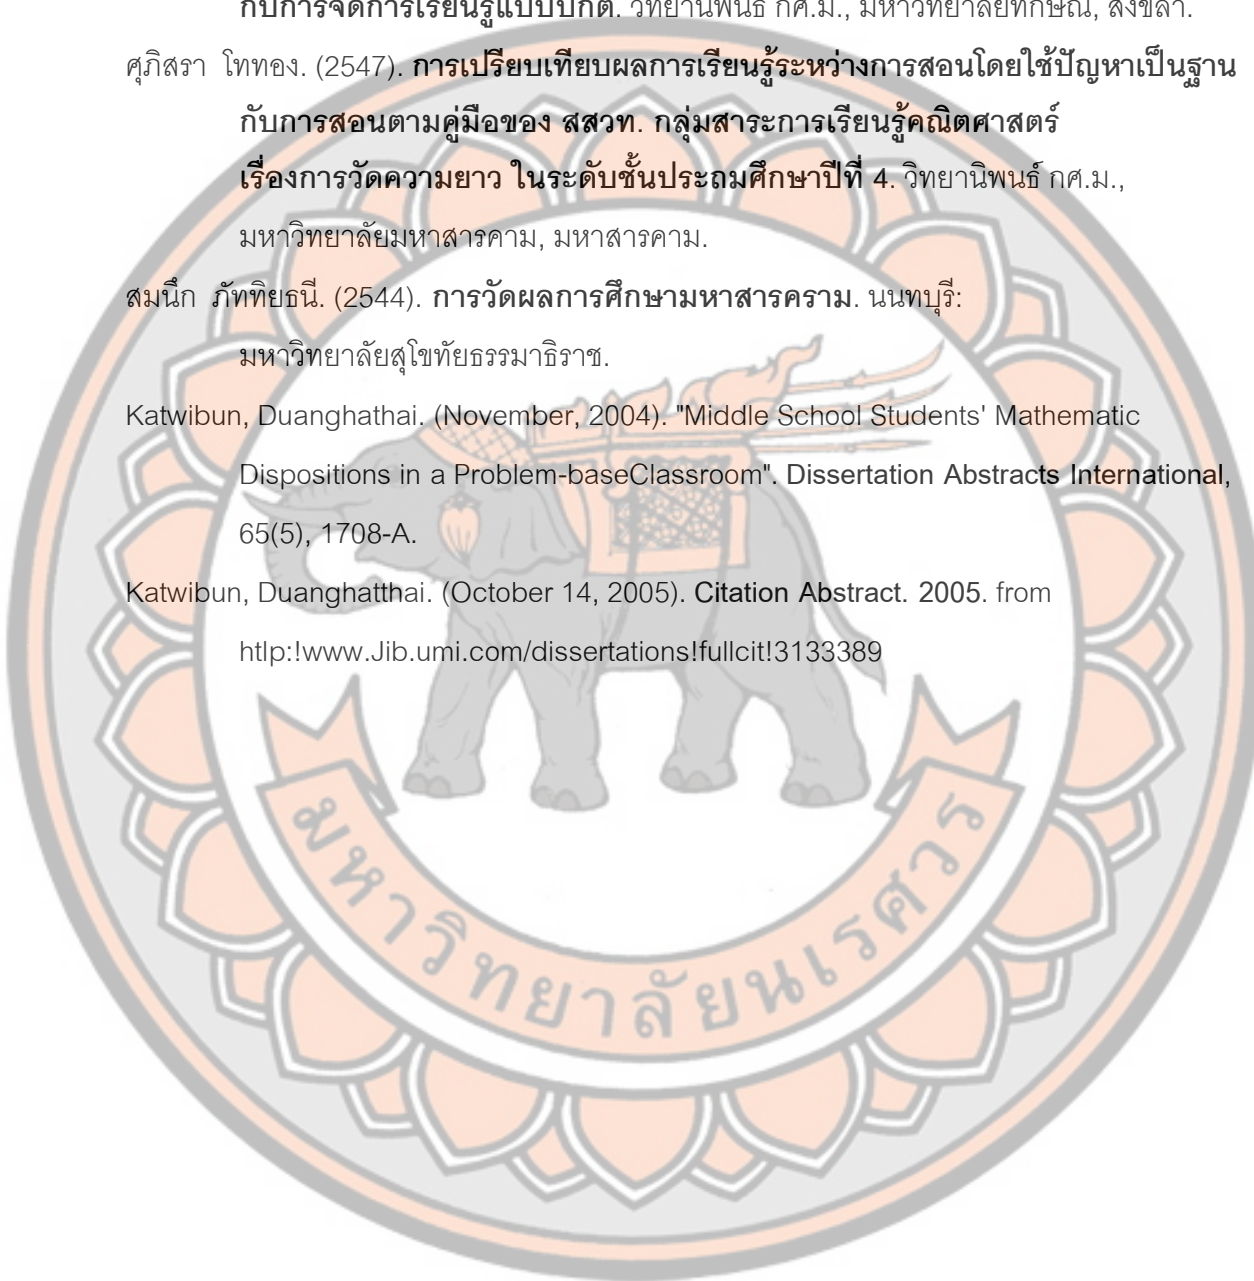 กับการจัดการเรียนรู้แบบปกติ. วิทยานิพนธ์ กศ.ม., มหาวิทยาลัยทักษิณ, สงขลา.
ศุภิสรา โททอง. (2547). การเปรียบเทียบผลการเรียนรู้ระหว่างการสอนโดยใช้ปัญหาเป็นฐาน
กับการสอนตามคู่มือของ สสวท. กลุ่มสาระการเรียนรู้คณิตศาสตร์
เรื่องการวัดความยาว ในระดับชั้นประถมศึกษาปีที่ 4. วิทยานิพนธ์ กศ.ม.,
มหาวิทยาลัยมหาสารคาม, มหาสารคาม.
สมนึก ภัททิยธนี. (2544). การวัดผลการศึกษามหาสารคราม. นนทบุรี:
มหาวิทยาลัยสุโขทัยธรรมาธิราช.
Katwibun, Duanghathai. (November, 2004). "Middle School Students' Mathematic
Dispositions in a Problem-baseClassroom". Dissertation Abstracts International,
65(5), 1708-A.
Katwibun, Duanghatthai. (October 14, 2005). Citation Abstract. 2005. from
htlp:!www.Jib.umi.com/dissertations!fullcit!3133389
มหาวิทยาลัยนเรศวร